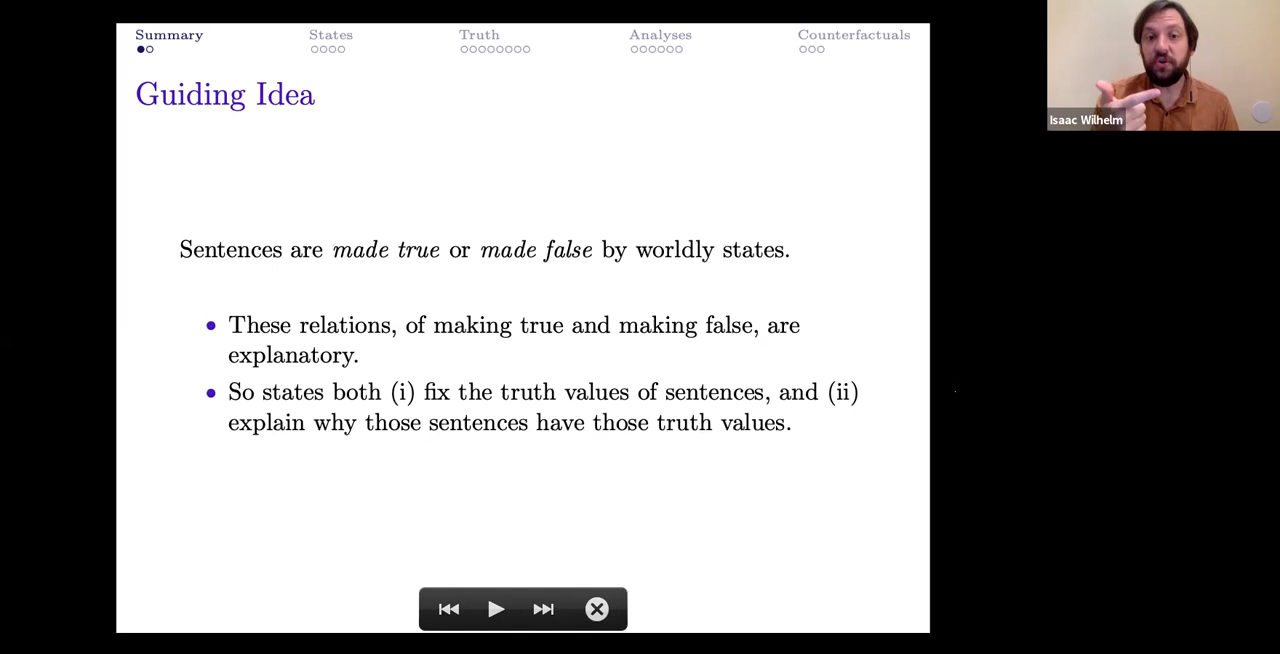 Summary States Truth Analyses Counterfactuals
Guiding Idea
Sentences are made true or made false by worldly states.
• These relations, of making true and making false, are
explanatory.
• So states both (i) fix the truth values of sentences, and (ii)
explain why those sentences have those truth values.
Isaac Wilhelm